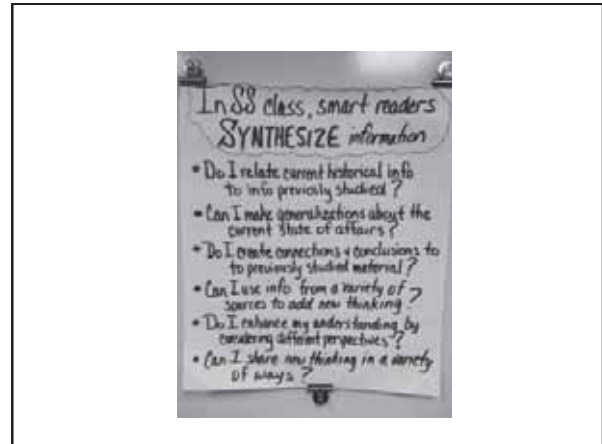 In SS class, smart readers
SYNTHESIZE information
• Do I relate current historical info
to info previously studied?
• Can I make generalizations about the
current state of affairs?
• Do I create connections + conclusions to
to previously studied material?
• Can I use info from a variety of
sources to add new thinking?
• Do I enhance my understanding by
considering different perspectives?
• Can I share new thinking in a variety
of ways?